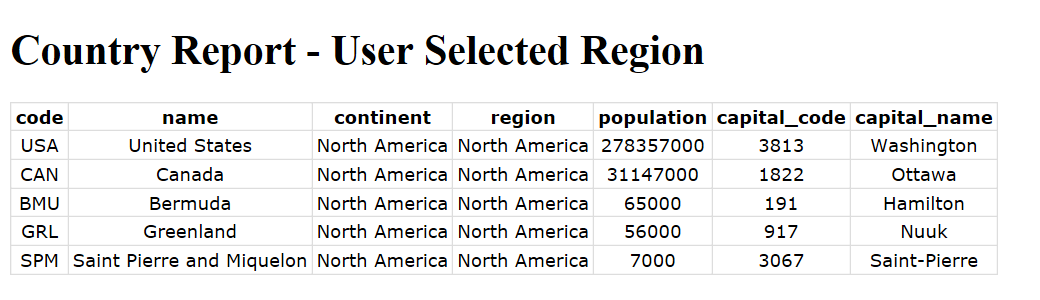 Country Report - User Selected Region
code name continent region population capital_code capital_name
USA United States North America North America 278357000 3813 Washington
CAN Canada North America North America 31147000 1822 Ottawa
BMU Bermuda North America North America 65000 191 Hamilton
GRL Greenland North America North America 56000 917 Nuuk
SPM Saint Pierre and Miquelon North America North America 7000 3067 Saint-Pierre